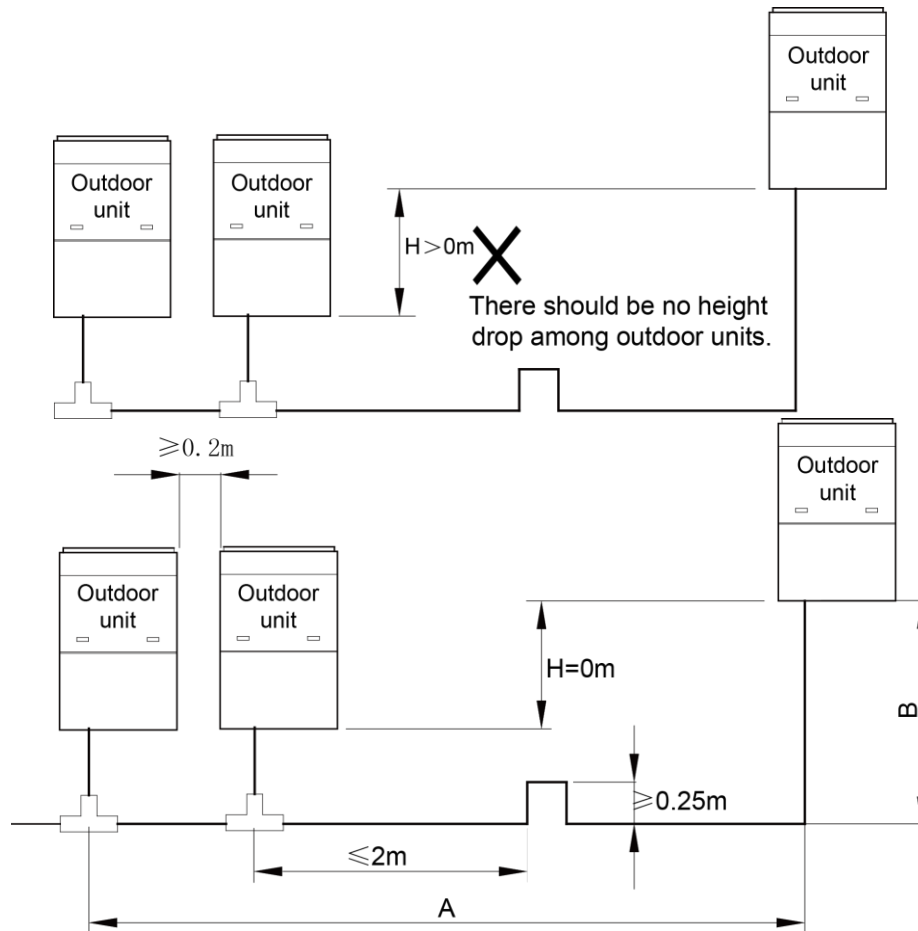 Outdoor
unit
Outdoor
unit
Outdoor
unit
H>0m
There should be no height
drop among outdoor units.
≥0.2m
Outdoor
unit
Outdoor
unit
Outdoor
unit
H=0m
B
≥0.25m
≤2m
A